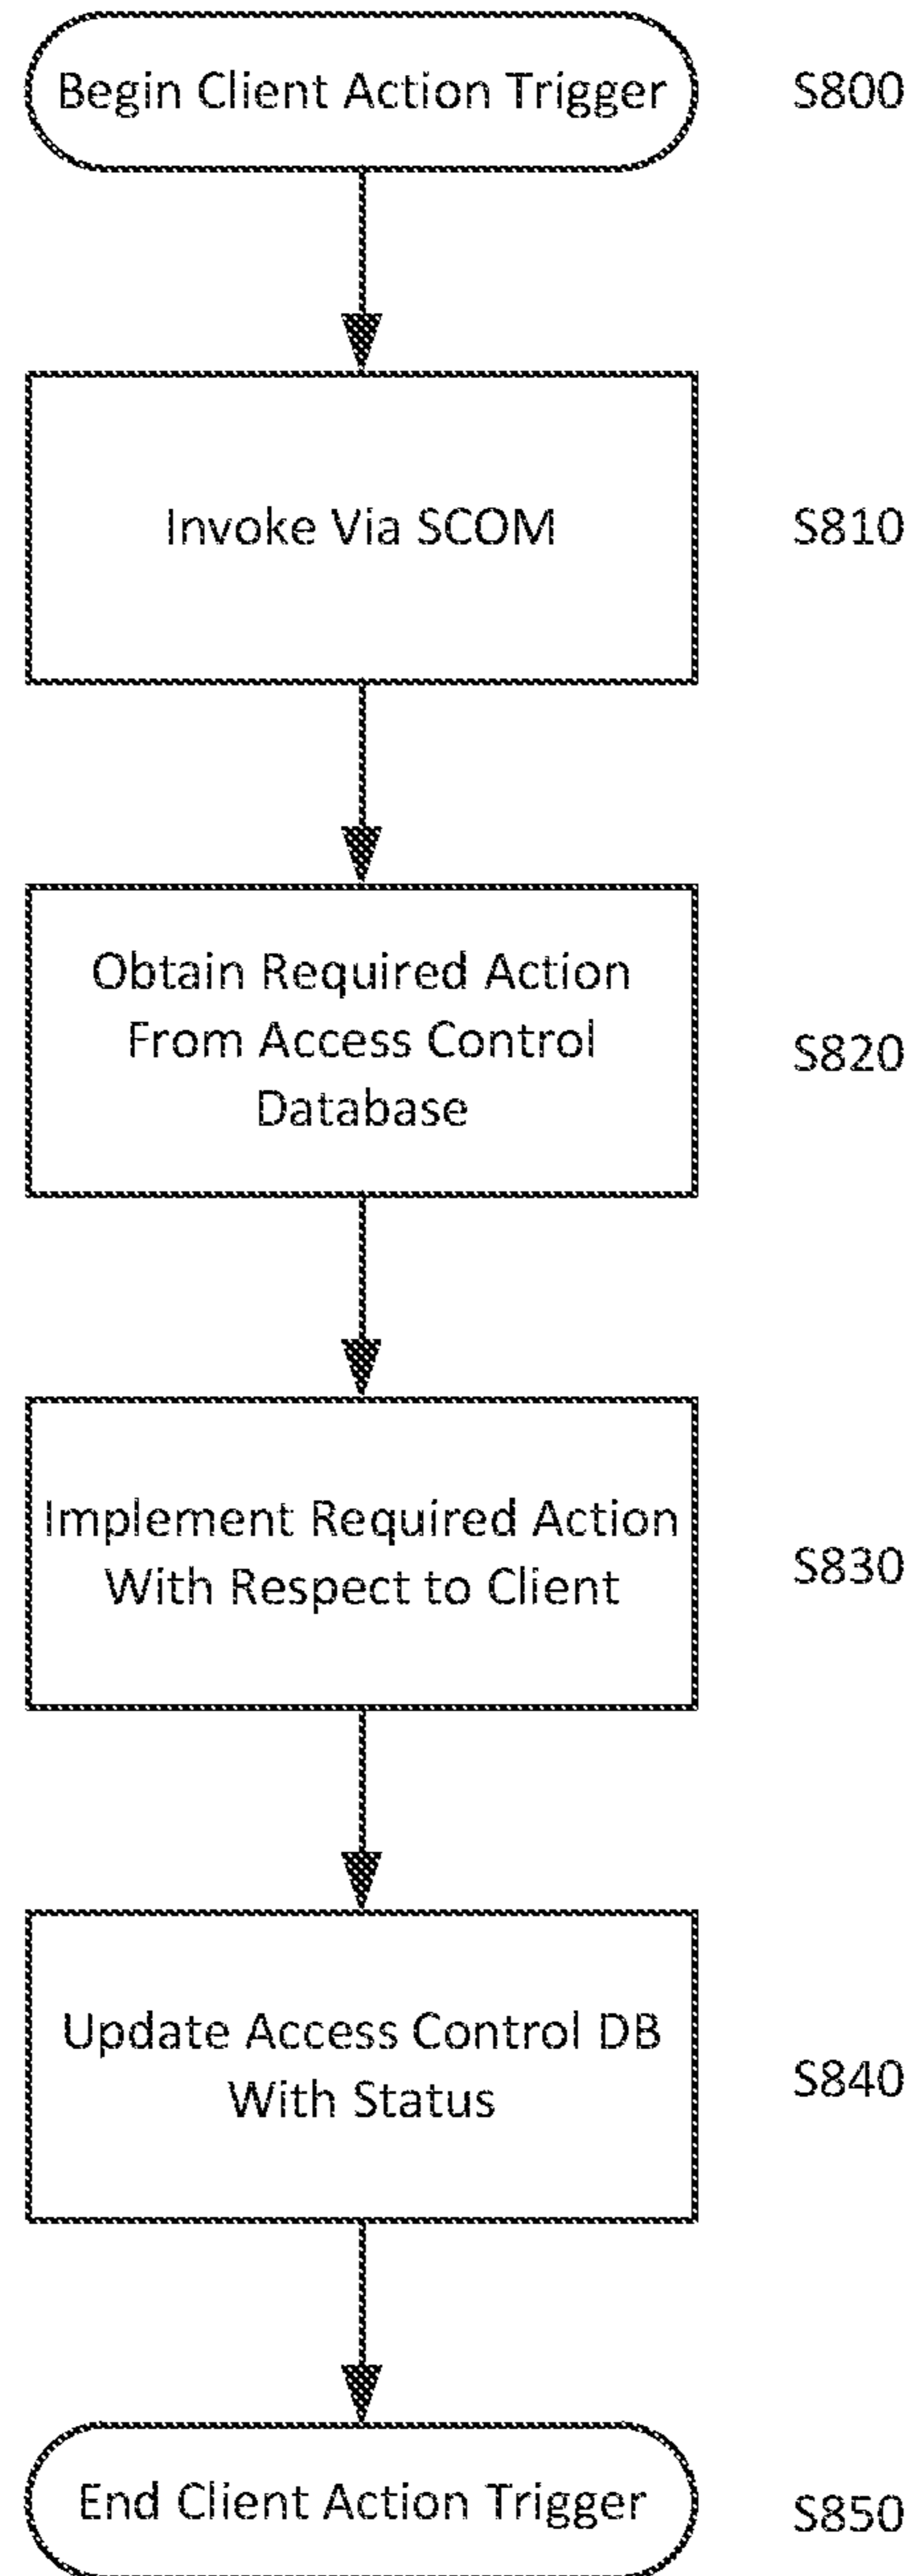 Begin Client Action Trigger
S800
Invoke Via SCOM
S810
Obtain Required Action
From Access Control
Database
S820
Implement Required Action
With Respect to Client
S830
Update Access Control DB
With Status
S840
End Client Action Trigger
S850